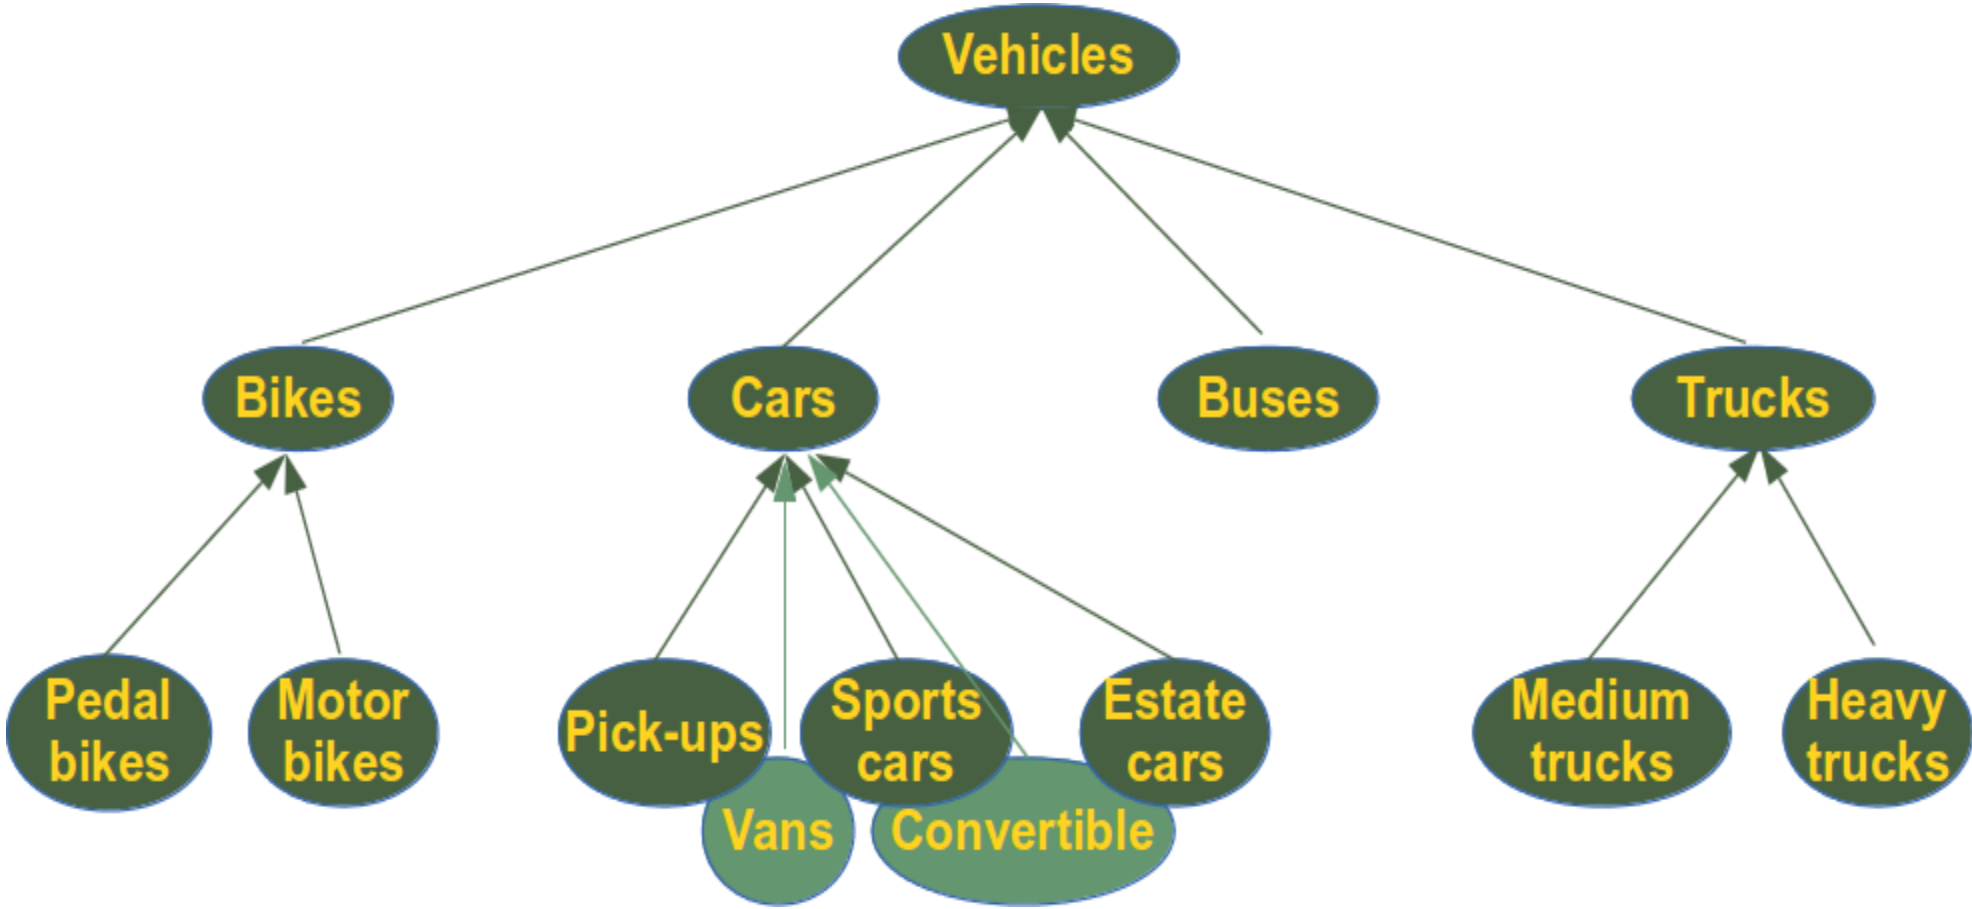 Vehicles
Bikes
Cars
Buses
Trucks
Pedal
bikes
Motor
bikes
Pick-ups
Sports
cars
Estate
cars
Medium
trucks
Heavy
trucks
Vans
Convertible